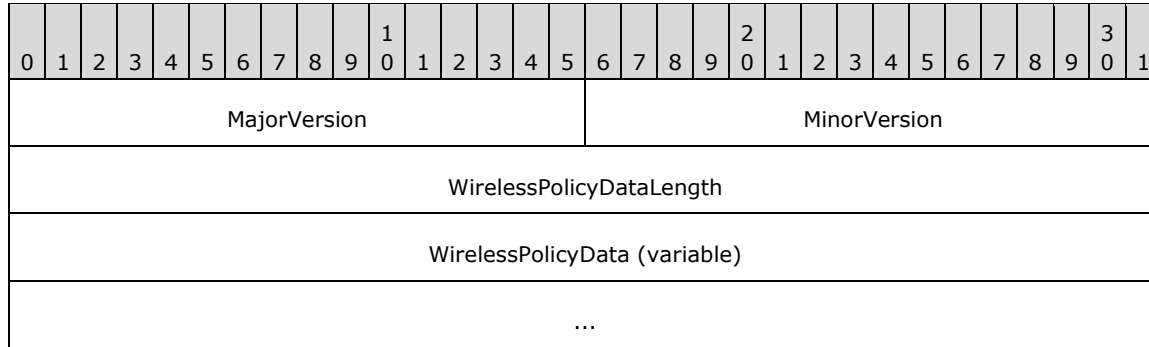 1 2 3
0 1 2 3 4 5 6 7 8 9 0 1 2 3 4 5 6 7 8 9 0 1 2 3 4 5 6 7 8 9 0 1
MajorVersion MinorVersion
WirelessPolicyDataLength
WirelessPolicyData (variable)
...